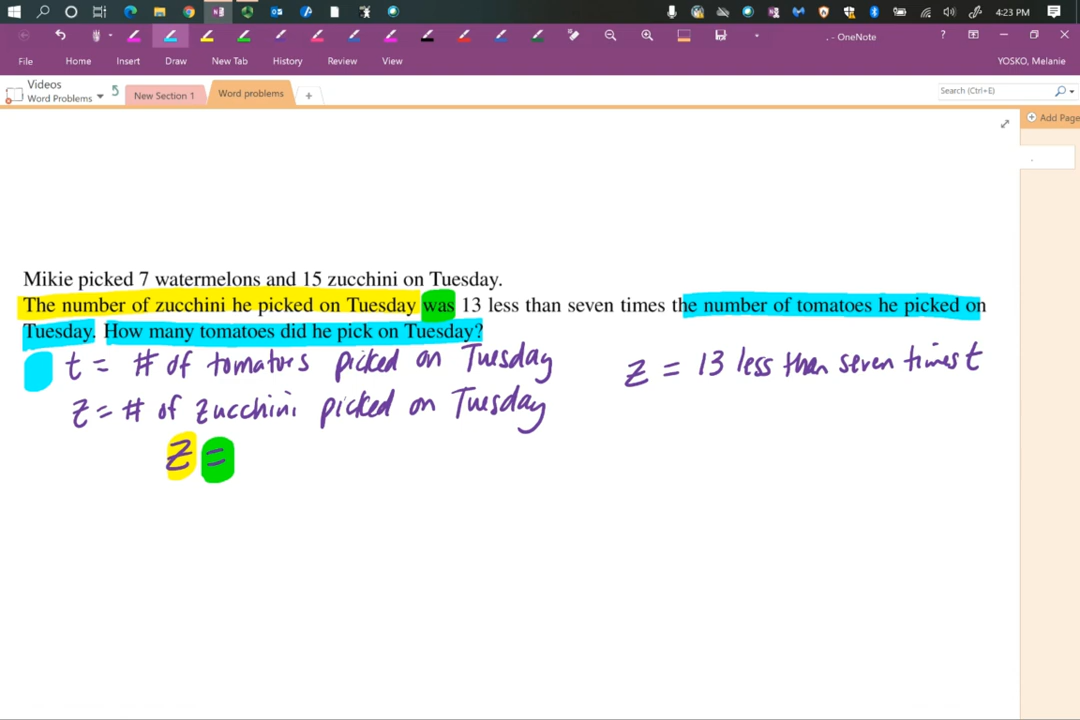 4:23 PM
. - OneNote
?
File Home Insert Draw New Tab History Review View YOSKO, Melanie
Videos
Word Problems
New Section 1 Word problems +
Search (Ctrl+E)
Add Page
.
Mikie picked 7 watermelons and 15 zucchini on Tuesday.
The number of zucchini he picked on Tuesday was 13 less than seven times the number of tomatoes he picked on
Tuesday. How many tomatoes did he pick on Tuesday?
t = # of tomators picked on Tuesday
z = 13 less than seven times t
z = # of zucchini picked on Tuesday
z =